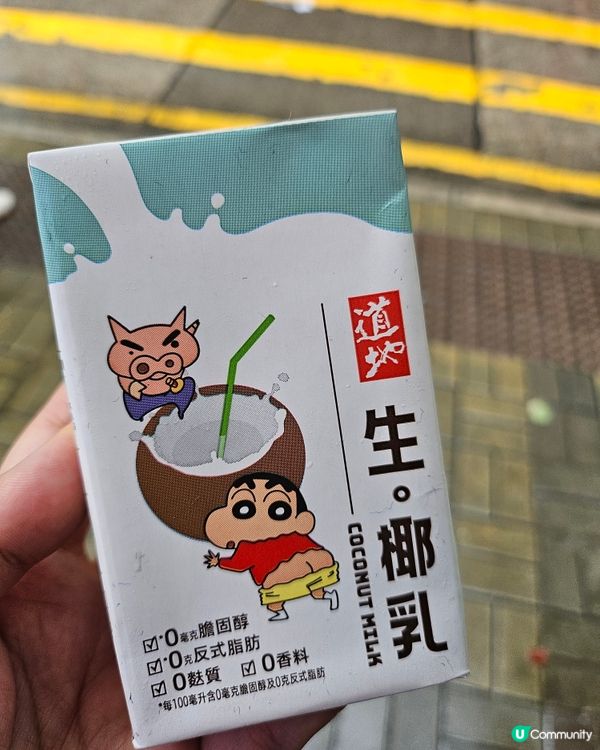 道地
生。椰乳
COCONUT MILK
*0毫克膽固醇
*0克反式脂肪
0麩質 0香料
*每100毫升含0毫克膽固醇及0克反式脂肪
U Community